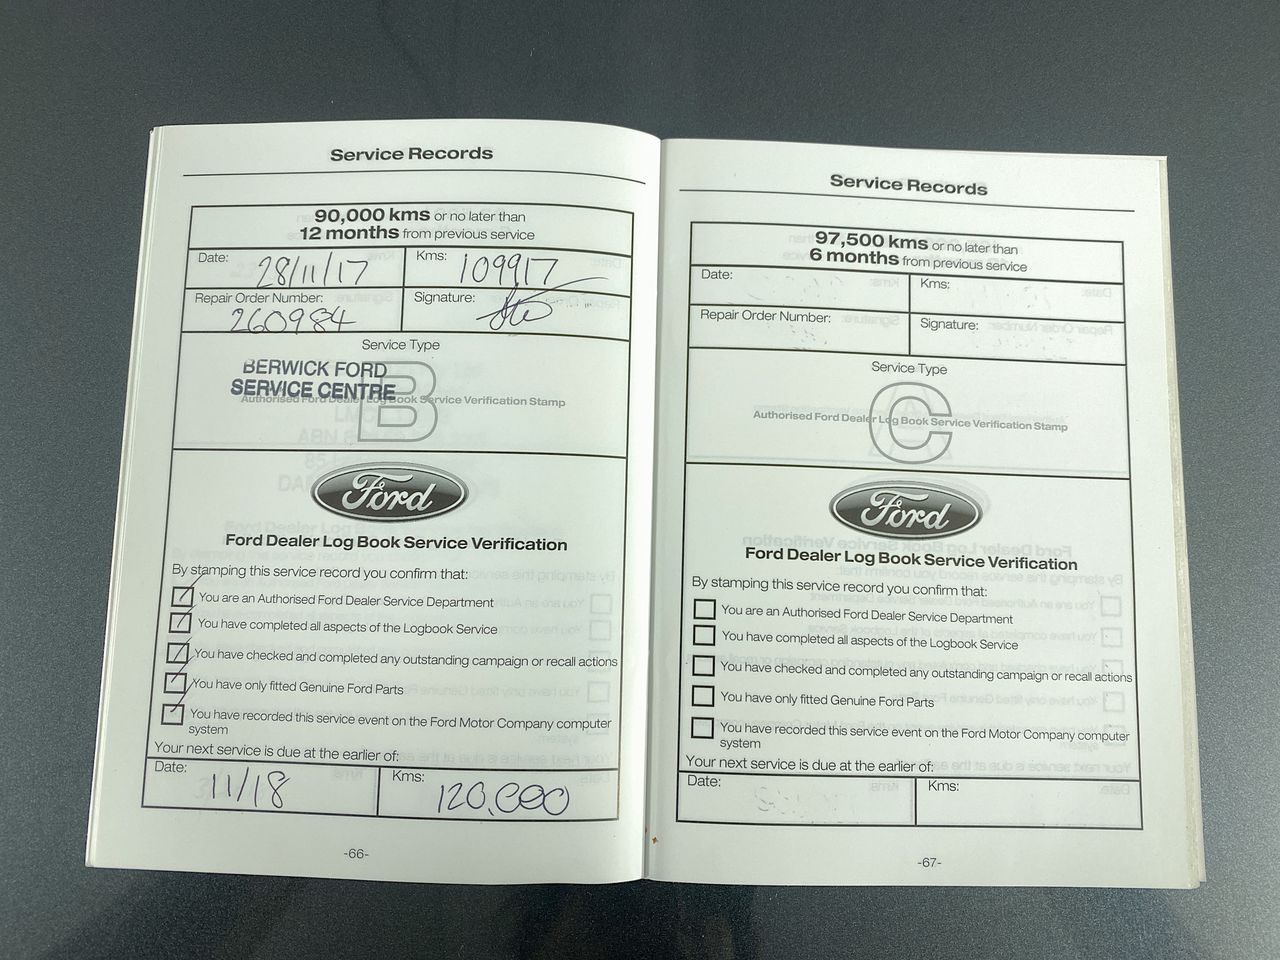 Service Records
90,000 kms or no later than
12 months from previous service
Date: 28/11/17 Kms: 109917
Repair Order Number: 260984 Signature:
Service Type
B
BERWICK FORD
SERVICE CENTRE
Authorised Ford Dealer Log Book Service Verification Stamp
Ford
Ford Dealer Log Book Service Verification
By stamping this service record you confirm that:
You are an Authorised Ford Dealer Service Department
You have completed all aspects of the Logbook Service
You have checked and completed any outstanding campaign or recall actions
You have only fitted Genuine Ford Parts
You have recorded this service event on the Ford Motor Company computer
system
Your next service is due at the earlier of:
Date: 11/18 Kms: 120,000
-66-
Service Records
97,500 kms or no later than
6 months from previous service
Date: Kms:
Repair Order Number: Signature:
Service Type
C
Authorised Ford Dealer Log Book Service Verification Stamp
Ford
Ford Dealer Log Book Service Verification
By stamping this service record you confirm that:
You are an Authorised Ford Dealer Service Department
You have completed all aspects of the Logbook Service
You have checked and completed any outstanding campaign or recall actions
You have only fitted Genuine Ford Parts
You have recorded this service event on the Ford Motor Company computer
system
Your next service is due at the earlier of:
Date: Kms:
-67-